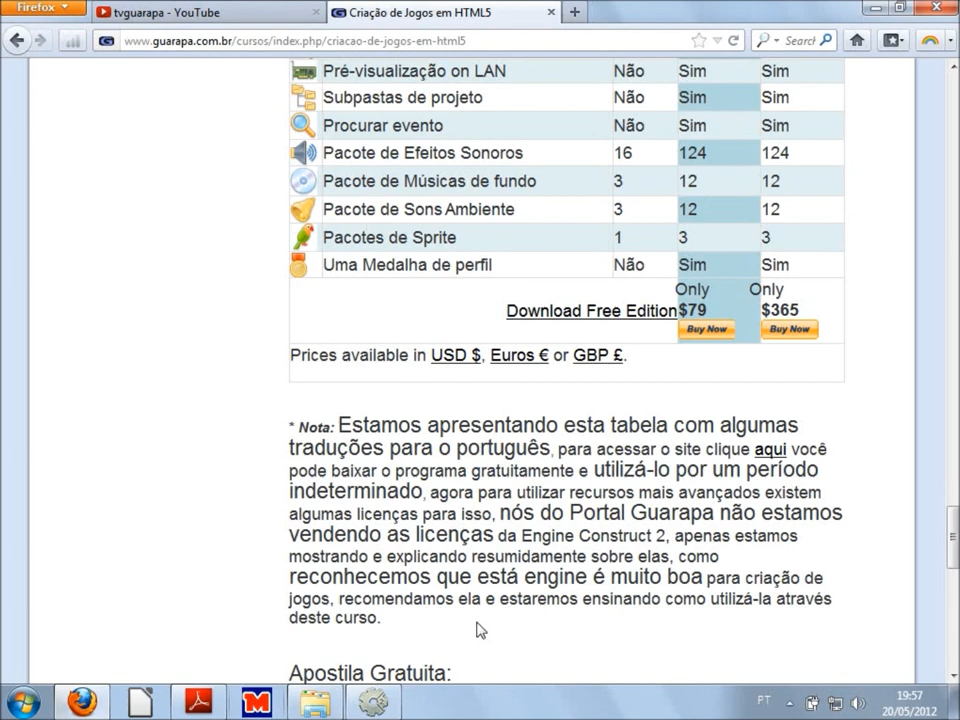 Firefox
tvguarapa - YouTube
Criação de Jogos em HTML5
www.guarapa.com.br/cursos/index.php/criacao-de-jogos-em-html5
Search
Pré-visualização on LAN Não Sim Sim
Subpastas de projeto Não Sim Sim
Procurar evento Não Sim Sim
Pacote de Efeitos Sonoros 16 124 124
Pacote de Músicas de fundo 3 12 12
Pacote de Sons Ambiente 3 12 12
Pacotes de Sprite 1 3 3
Uma Medalha de perfil Não Sim Sim
Only Only
Download Free Edition $79 $365
Buy Now Buy Now
Prices available in USD $, Euros € or GBP £.
* Nota: Estamos apresentando esta tabela com algumas
traduções para o português, para acessar o site clique aqui você
pode baixar o programa gratuitamente e utilizá-lo por um período
indeterminado, agora para utilizar recursos mais avançados existem
algumas licenças para isso, nós do Portal Guarapa não estamos
vendendo as licenças da Engine Construct 2, apenas estamos
mostrando e explicando resumidamente sobre elas, como
reconhecemos que está engine é muito boa para criação de
jogos, recomendamos ela e estaremos ensinando como utilizá-la através
deste curso.
Apostila Gratuita:
PT
19:57
20/05/2012